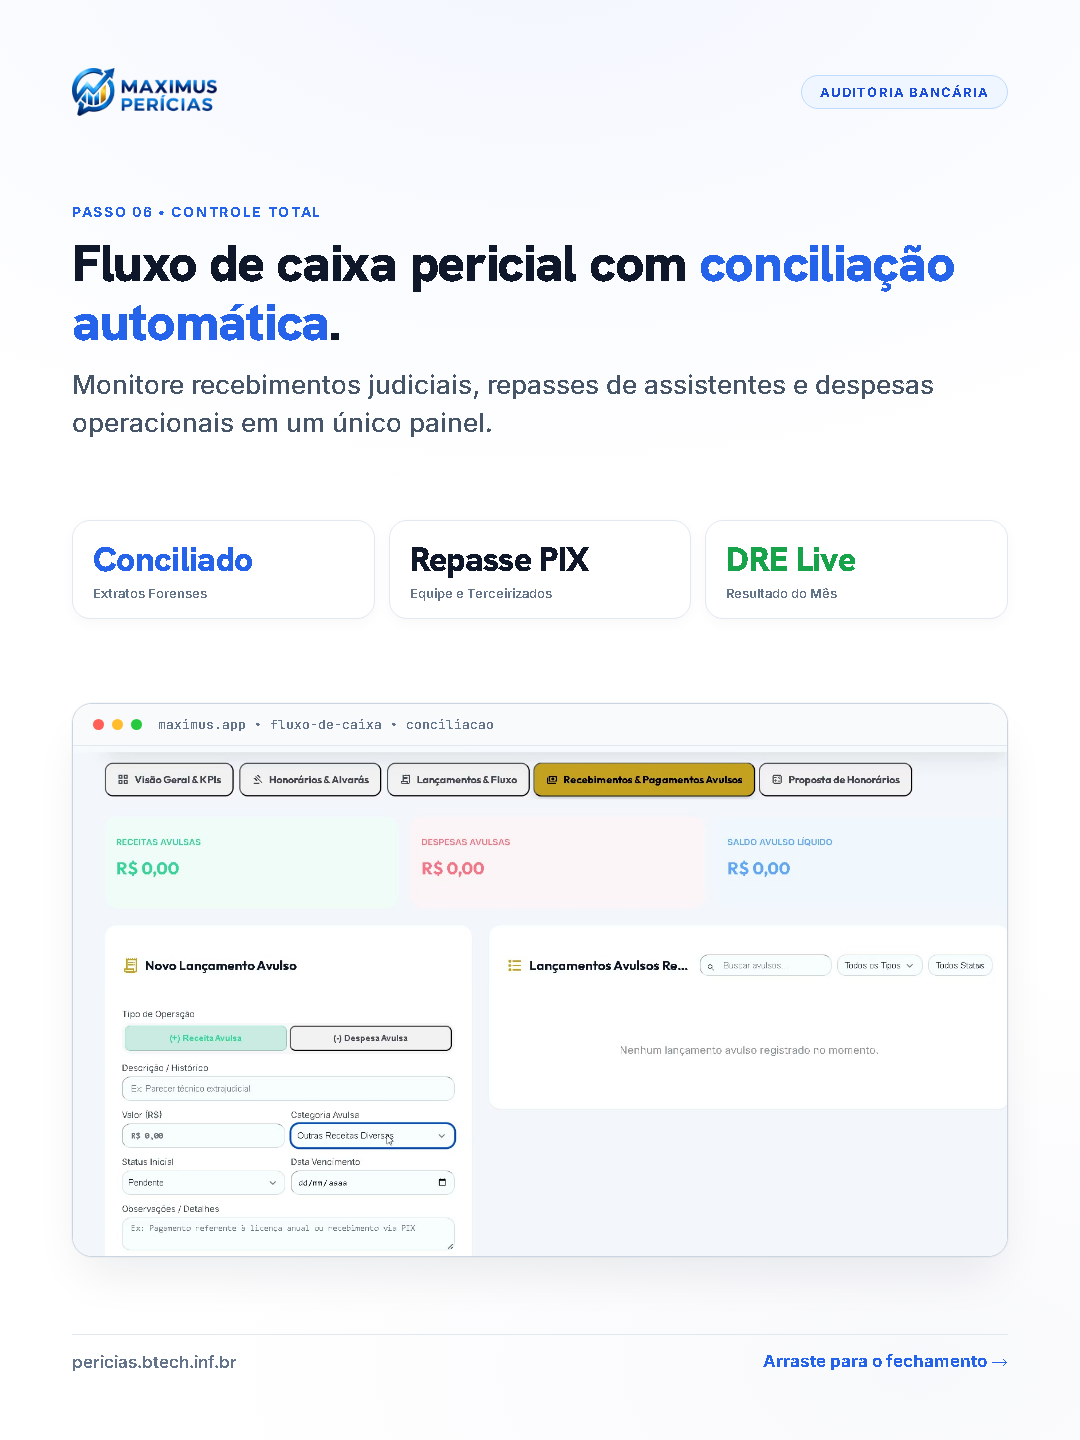 MAXIMUS
PERÍCIAS
AUDITORIA BANCÁRIA
PASSO 06 • CONTROLE TOTAL
Fluxo de caixa pericial com conciliação
automática.
Monitore recebimentos judiciais, repasses de assistentes e despesas
operacionais em um único painel.
Conciliado
Extratos Forenses
Repasse PIX
Equipe e Terceirizados
DRE Live
Resultado do Mês
maximus.app • fluxo-de-caixa • conciliacao
Visão Geral & KPIs
Honorários & Alvarás
Lançamentos & Fluxo
Recebimentos & Pagamentos Avulsos
Proposta de Honorários
RECEITAS AVULSAS
R$ 0,00
DESPESAS AVULSAS
R$ 0,00
SALDO AVULSO LÍQUIDO
R$ 0,00
Novo Lançamento Avulso
Tipo de Operação
(+) Receita Avulsa
(-) Despesa Avulsa
Descrição / Histórico
Ex: Parecer técnico extrajudicial
Valor (R$)
Categoria Avulsa
R$ 0,00
Outras Receitas Diversas
Status Inicial
Data Vencimento
Pendente
dd/mm/aaaa
Observações / Detalhes
Ex: Pagamento referente à licença anual ou recebimento via PIX
Lançamentos Avulsos Re...
Buscar avulsos...
Todos os Tipos
Todos Status
Nenhum lançamento avulso registrado no momento.
pericias.btech.inf.br
Arraste para o fechamento →